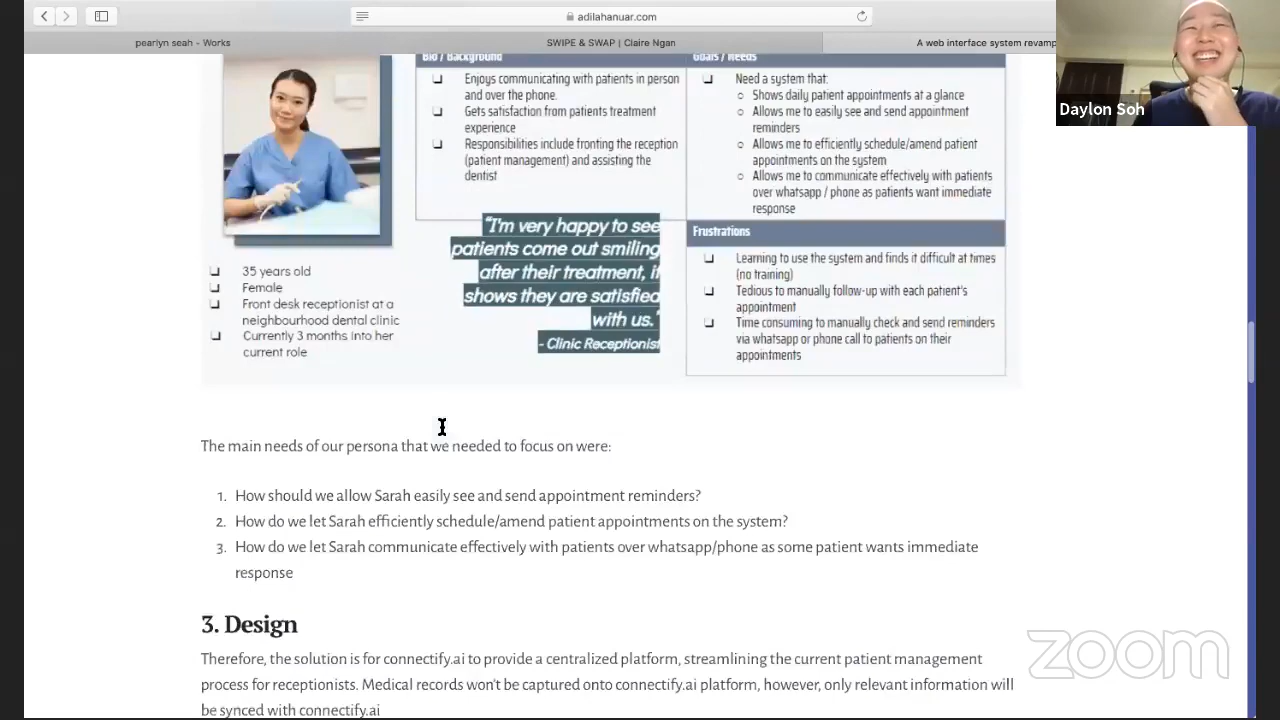 adilahanuar.com
pearlyn seah - Works
SWIPE & SWAP | Claire Ngan
A web interface system revamp
Daylon Soh
Bio / Background
Enjoys communicating with patients in person
and over the phone.
Gets satisfaction from patients treatment
experience
Responsibilities include fronting the reception
(patient management) and assisting the
dentist
Goals / Needs
Need a system that:
Shows daily patient appointments at a glance
Allows me to easily see and send appointment
reminders
Allows me to efficiently schedule/amend patient
appointments on the system
Allows me to communicate effectively with patients
over whatsapp / phone as patients want immediate
response
"I'm very happy to see
patients come out smiling
after their treatment, it
shows they are satisfied
with us."
- Clinic Receptionist
Frustrations
Learning to use the system and finds it difficult at times
(no training)
Tedious to manually follow-up with each patient's
appointment
Time consuming to manually check and send reminders
via whatsapp or phone call to patients on their
appointments
35 years old
Female
Front desk receptionist at a
neighbourhood dental clinic
Currently 3 months into her
current role
The main needs of our persona that we needed to focus on were:
1. How should we allow Sarah easily see and send appointment reminders?
2. How do we let Srah efficiently schedule/amend patient appointments on the system?
3. How do we let Srah communicate effectively with patients over whatsapp/phone as some patient wants immediate
response
3. Design
Therefore, the solution is for connectify.ai to provide a centralized platform, streamlining the current patient management
process for receptionists. Medical records won't be captured onto connectify.ai platform, however, only relevant information will
be synced with connectify.ai
zoom